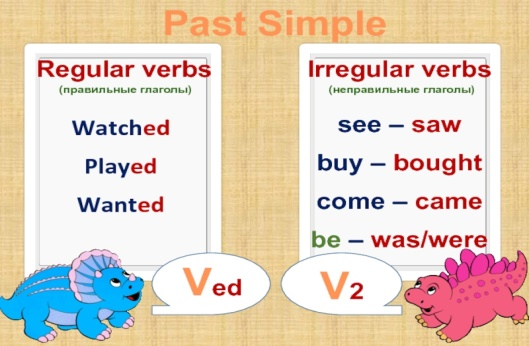 Past Simple
Regular verbs
(правильные глаголы)
Watched
Played
Wanted
Ved
Irregular verbs
(неправильные глаголы)
see – saw
buy – bought
come – came
be – was/were
V2